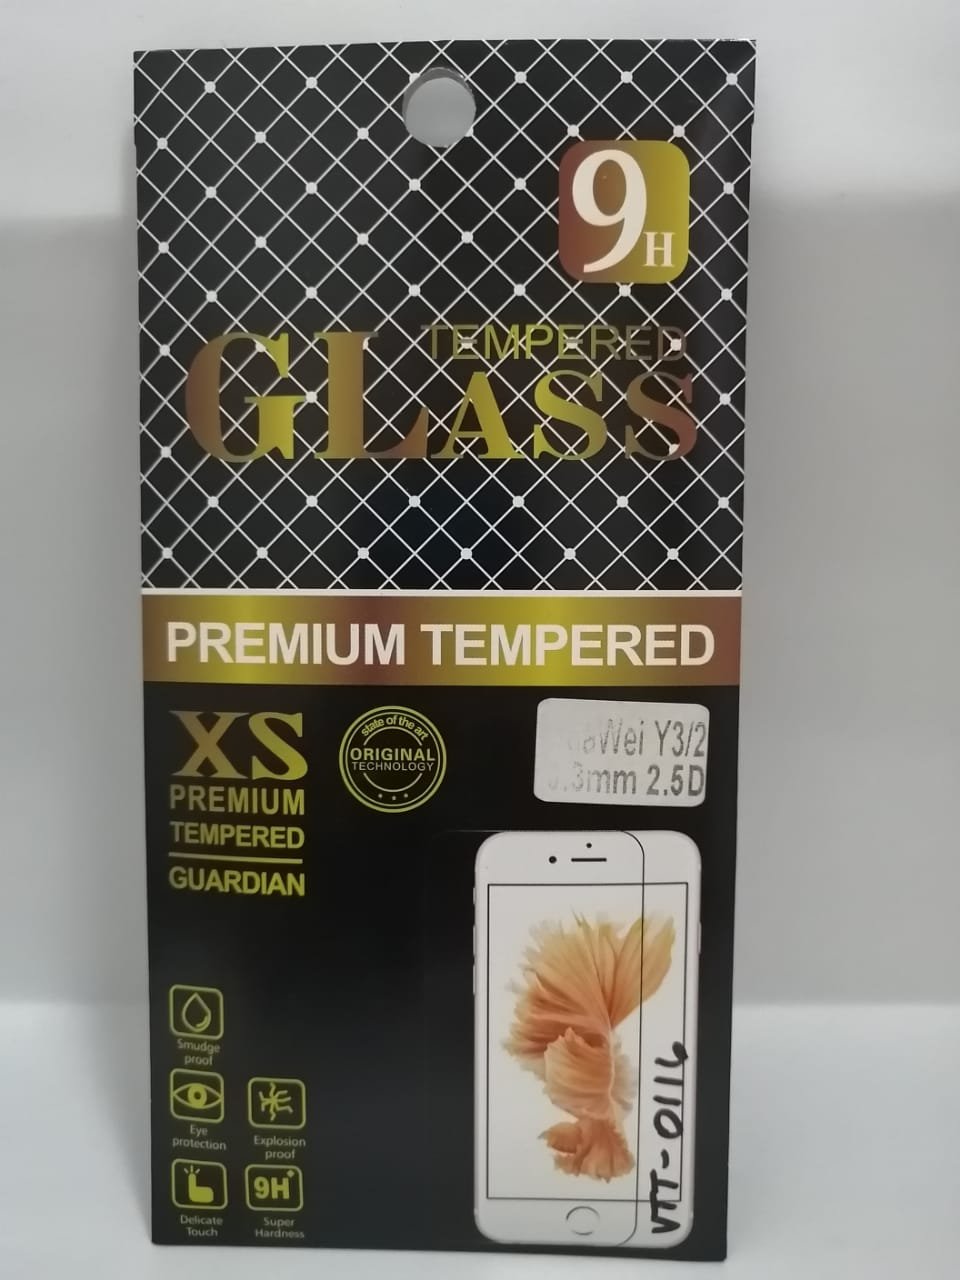 9H
TEMPERED
GLASS
PREMIUM TEMPERED
XS
PREMIUM
TEMPERED
GUARDIAN
state of the art
ORIGINAL
TECHNOLOGY
Y3/2
2.5D
Smudge
proof
Eye
protection
Explosion
proof
Delicate
Touch
9H+
Super
Hardness
VTT-0116